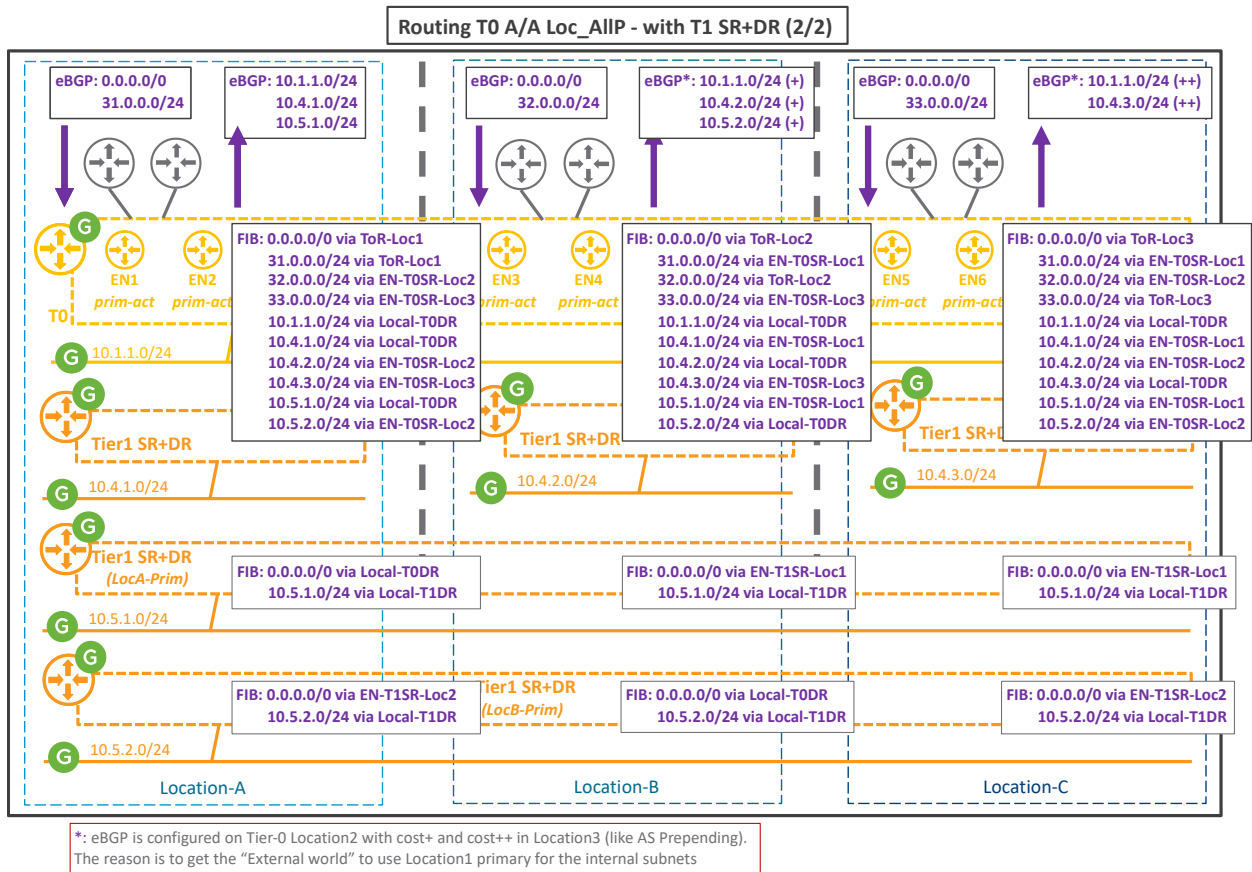 Routing T0 A/A Loc_AllP - with T1 SR+DR (2/2)
eBGP: 0.0.0.0/0
31.0.0.0/24
eBGP: 10.1.1.0/24
10.4.1.0/24
10.5.1.0/24
eBGP: 0.0.0.0/0
32.0.0.0/24
eBGP*: 10.1.1.0/24 (+)
10.4.2.0/24 (+)
10.5.2.0/24 (+)
eBGP: 0.0.0.0/0
33.0.0.0/24
eBGP*: 10.1.1.0/24 (++)
10.4.3.0/24 (++)
G
T0
EN1
prim-act
EN2
prim-act
FIB: 0.0.0.0/0 via ToR-Loc1
31.0.0.0/24 via ToR-Loc1
32.0.0.0/24 via EN-T0SR-Loc2
33.0.0.0/24 via EN-T0SR-Loc3
10.1.1.0/24 via Local-T0DR
10.4.1.0/24 via Local-T0DR
10.4.2.0/24 via EN-T0SR-Loc2
10.4.3.0/24 via EN-T0SR-Loc3
10.5.1.0/24 via Local-T0DR
10.5.2.0/24 via EN-T0SR-Loc2
EN3
prim-act
EN4
prim-act
FIB: 0.0.0.0/0 via ToR-Loc2
31.0.0.0/24 via EN-T0SR-Loc1
32.0.0.0/24 via ToR-Loc2
33.0.0.0/24 via EN-T0SR-Loc3
10.1.1.0/24 via Local-T0DR
10.4.1.0/24 via EN-T0SR-Loc1
10.4.2.0/24 via Local-T0DR
10.4.3.0/24 via EN-T0SR-Loc3
10.5.1.0/24 via EN-T0SR-Loc1
10.5.2.0/24 via Local-T0DR
EN5
prim-act
EN6
prim-act
FIB: 0.0.0.0/0 via ToR-Loc3
31.0.0.0/24 via EN-T0SR-Loc1
32.0.0.0/24 via EN-T0SR-Loc2
33.0.0.0/24 via ToR-Loc3
10.1.1.0/24 via Local-T0DR
10.4.1.0/24 via EN-T0SR-Loc1
10.4.2.0/24 via EN-T0SR-Loc2
10.4.3.0/24 via Local-T0DR
10.5.1.0/24 via EN-T0SR-Loc1
10.5.2.0/24 via EN-T0SR-Loc2
G
10.1.1.0/24
G
Tier1 SR+DR
G
10.4.1.0/24
G
Tier1 SR+DR
G
10.4.2.0/24
G
Tier1 SR+D
G
10.4.3.0/24
G
Tier1 SR+DR
(LocA-Prim)
FIB: 0.0.0.0/0 via Local-T0DR
10.5.1.0/24 via Local-T1DR
FIB: 0.0.0.0/0 via EN-T1SR-Loc1
10.5.1.0/24 via Local-T1DR
FIB: 0.0.0.0/0 via EN-T1SR-Loc1
10.5.1.0/24 via Local-T1DR
G
10.5.1.0/24
G
FIB: 0.0.0.0/0 via EN-T1SR-Loc2
10.5.2.0/24 via Local-T1DR
Tier1 SR+DR
(LocB-Prim)
FIB: 0.0.0.0/0 via Local-T0DR
10.5.2.0/24 via Local-T1DR
FIB: 0.0.0.0/0 via EN-T1SR-Loc2
10.5.2.0/24 via Local-T1DR
G
10.5.2.0/24
Location-A
Location-B
Location-C
*: eBGP is configured on Tier-0 Location2 with cost+ and cost++ in Location3 (like AS Prepending).
The reason is to get the “External world” to use Location1 primary for the internal subnets